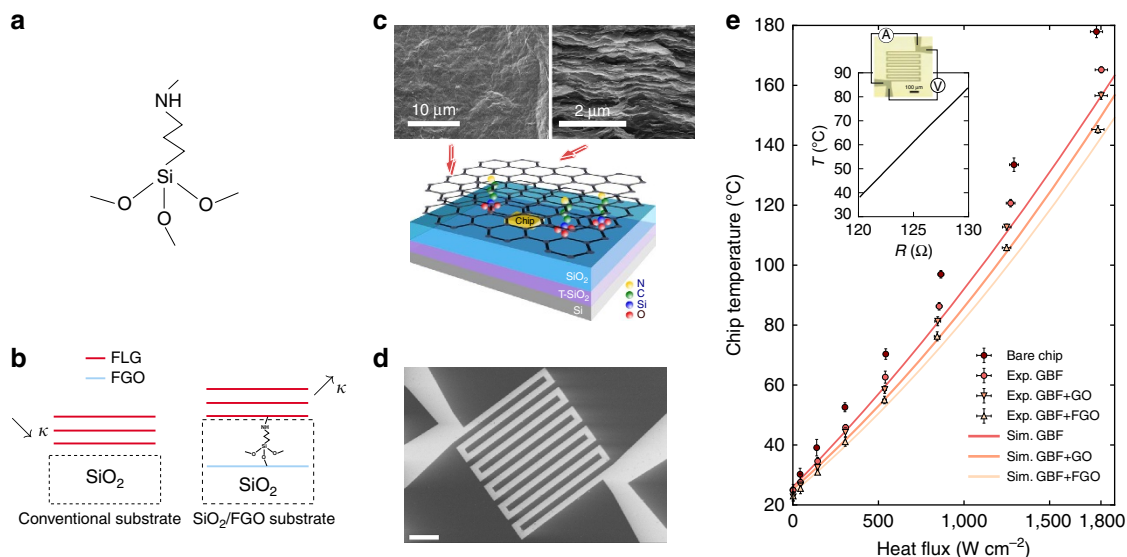 a
NH
Si
O
O
O
b
FLG
FGO
κ
κ
SiO₂
NH
Si
O
O
O
SiO₂
Conventional substrate
SiO₂/FGO substrate
c
10 μm
2 μm
Chip
SiO₂
T-SiO₂
Si
N
C
Si
O
d
e
180
160
140
120
100
80
60
40
20
Chip temperature (°C)
0
500
1,000
1,500
1,800
Heat flux (W cm⁻²)
A
V
100 μm
90
80
70
60
50
40
30
T (°C)
120
125
130
R (Ω)
Bare chip
Exp. GBF
Exp. GBF+GO
Exp. GBF+FGO
Sim. GBF
Sim. GBF+GO
Sim. GBF+FGO